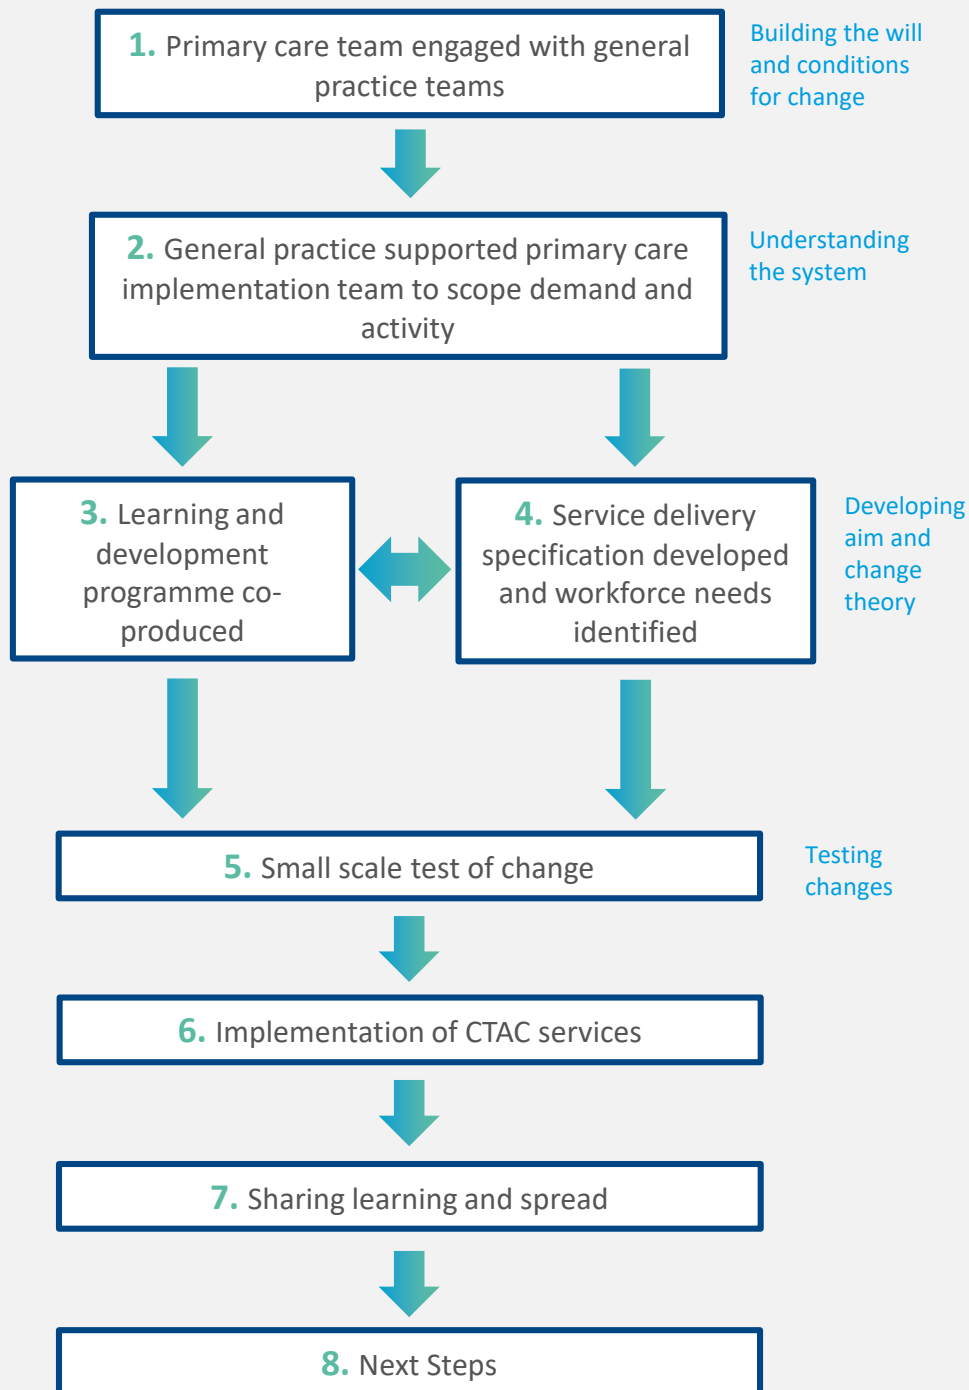 1. Primary care team engaged with general
practice teams
Building the will
and conditions
for change
2. General practice supported primary care
implementation team to scope demand and
activity
Understanding
the system
3. Learning and
development
programme co-
produced
4. Service delivery
specification developed
and workforce needs
identified
Developing
aim and
change
theory
5. Small scale test of change
Testing
changes
6. Implementation of CTAC services
7. Sharing learning and spread
8. Next Steps